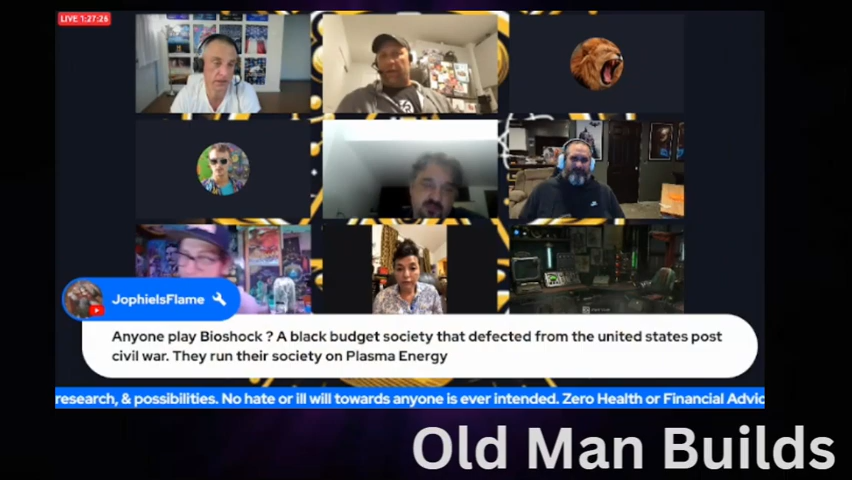 LIVE 1:27:26
JophielsFlame
Anyone play Bioshock ? A black budget society that defected from the united states post
civil war. They run their society on Plasma Energy
research, & possibilities. No hate or ill will towards anyone is ever intended. Zero Health or Financial Advic
Old Man Builds